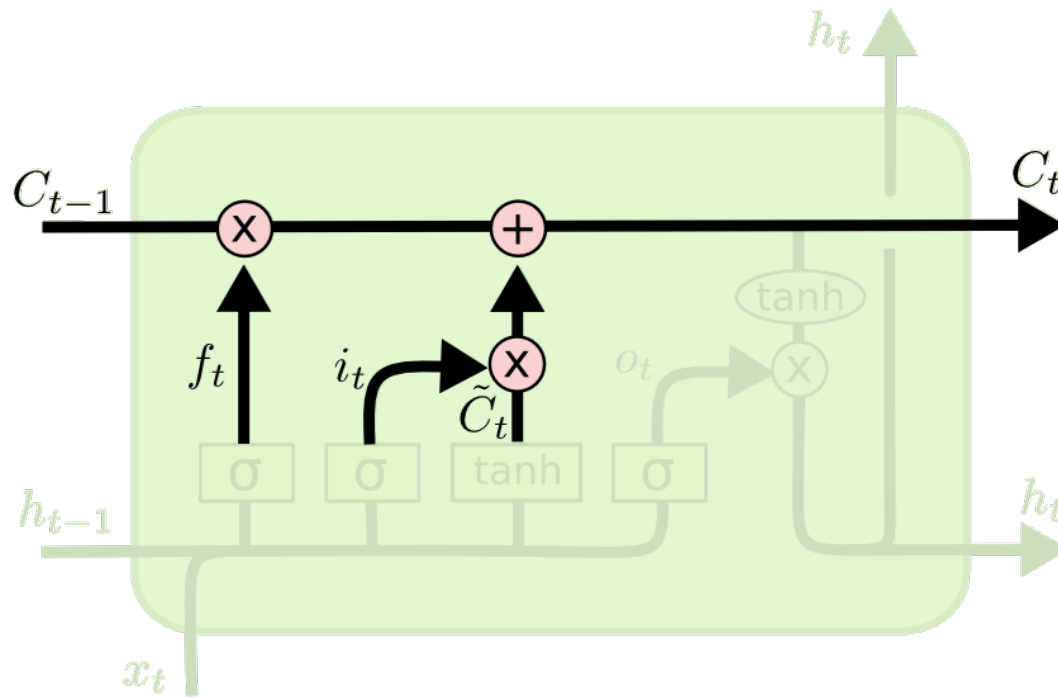 h_t
C_{t-1}
C_t
x
+
tanh
f_t
i_t
x
o_t
x
C̃_t
σ
σ
tanh
σ
h_{t-1}
h_t
x_t